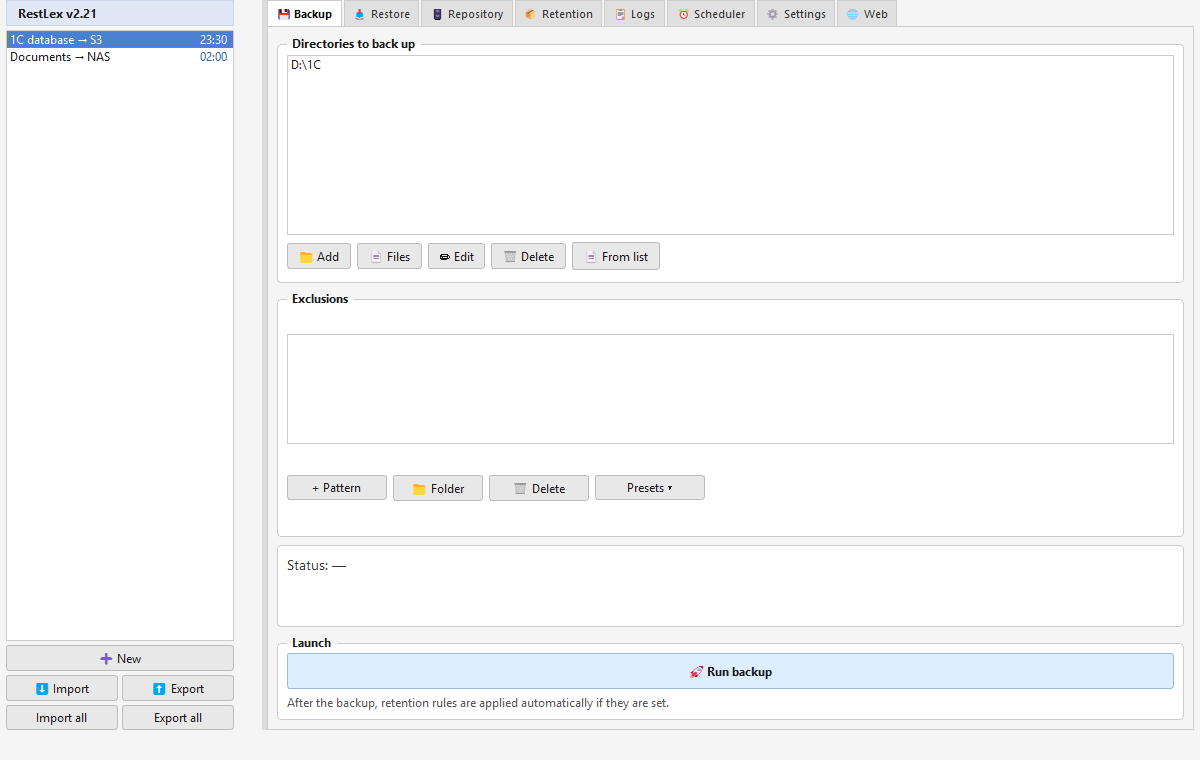 RestLex v2.21
1C database → S3 23:30
Documents → NAS 02:00
New
Import Export
Import all Export all
Backup Restore Repository Retention Logs Scheduler Settings Web
Directories to back up
D:\1C
Add Files Edit Delete From list
Exclusions
+ Pattern Folder Delete Presets ▾
Status: —
Launch
Run backup
After the backup, retention rules are applied automatically if they are set.